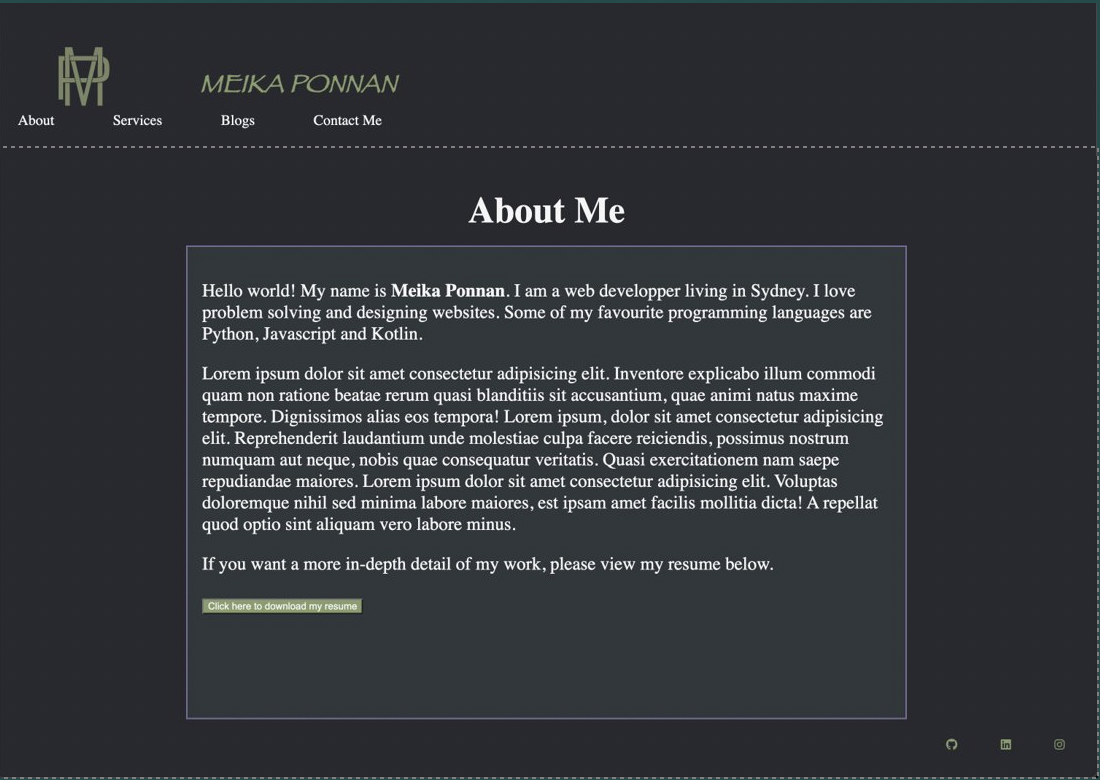 MP
MEIKA PONNAN
About Services Blogs Contact Me
About Me
Hello world! My name is Meika Ponnan. I am a web developper living in Sydney. I love
problem solving and designing websites. Some of my favourite programming languages are
Python, Javascript and Kotlin.
Lorem ipsum dolor sit amet consectetur adipisicing elit. Inventore explicabo illum commodi
quam non ratione beatae rerum quasi blanditiis sit accusantium, quae animi natus maxime
tempore. Dignissimos alias eos tempora! Lorem ipsum, dolor sit amet consectetur adipisicing
elit. Reprehenderit laudantium unde molestiae culpa facere reiciendis, possimus nostrum
numquam aut neque, nobis quae consequatur veritatis. Quasi exercitationem nam saepe
repudiandae maiores. Lorem ipsum dolor sit amet consectetur adipisicing elit. Voluptas
doloremque nihil sed minima labore maiores, est ipsam amet facilis mollitia dicta! A repellat
quod optio sint aliquam vero labore minus.
If you want a more in-depth detail of my work, please view my resume below.
Click here to download my resume
in